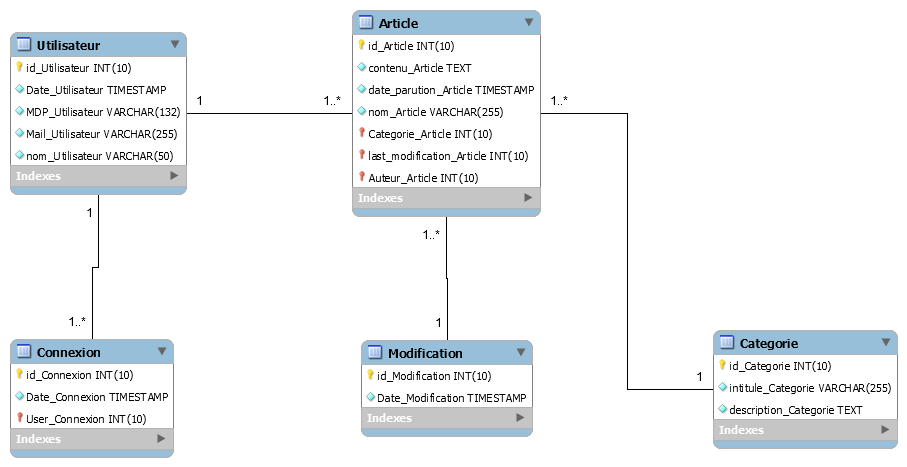 Utilisateur
id_Utilisateur INT(10)
Date_Utilisateur TIMESTAMP
MDP_Utilisateur VARCHAR(132)
Mail_Utilisateur VARCHAR(255)
nom_Utilisateur VARCHAR(50)
Indexes
1
1..*
Article
id_Article INT(10)
contenu_Article TEXT
date_parution_Article TIMESTAMP
nom_Article VARCHAR(255)
Categorie_Article INT(10)
last_modification_Article INT(10)
Auteur_Article INT(10)
Indexes
1..*
1
1..*
1..*
1
1
Connexion
id_Connexion INT(10)
Date_Connexion TIMESTAMP
User_Connexion INT(10)
Indexes
Modification
id_Modification INT(10)
Date_Modification TIMESTAMP
Indexes
Categorie
id_Categorie INT(10)
intitule_Categorie VARCHAR(255)
description_Categorie TEXT
Indexes